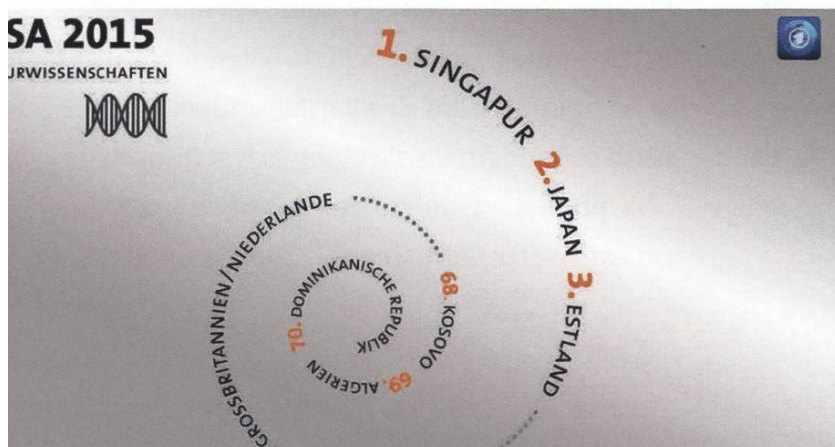 SA 2015
URWISSENSCHAFTEN
1. SINGAPUR
2. JAPAN
3. ESTLAND
GROSSBRITANNIEN/NIEDERLANDE
68. KOSOVO
69. ALGERIEN
70. DOMINIKANISCHE REPUBLIK